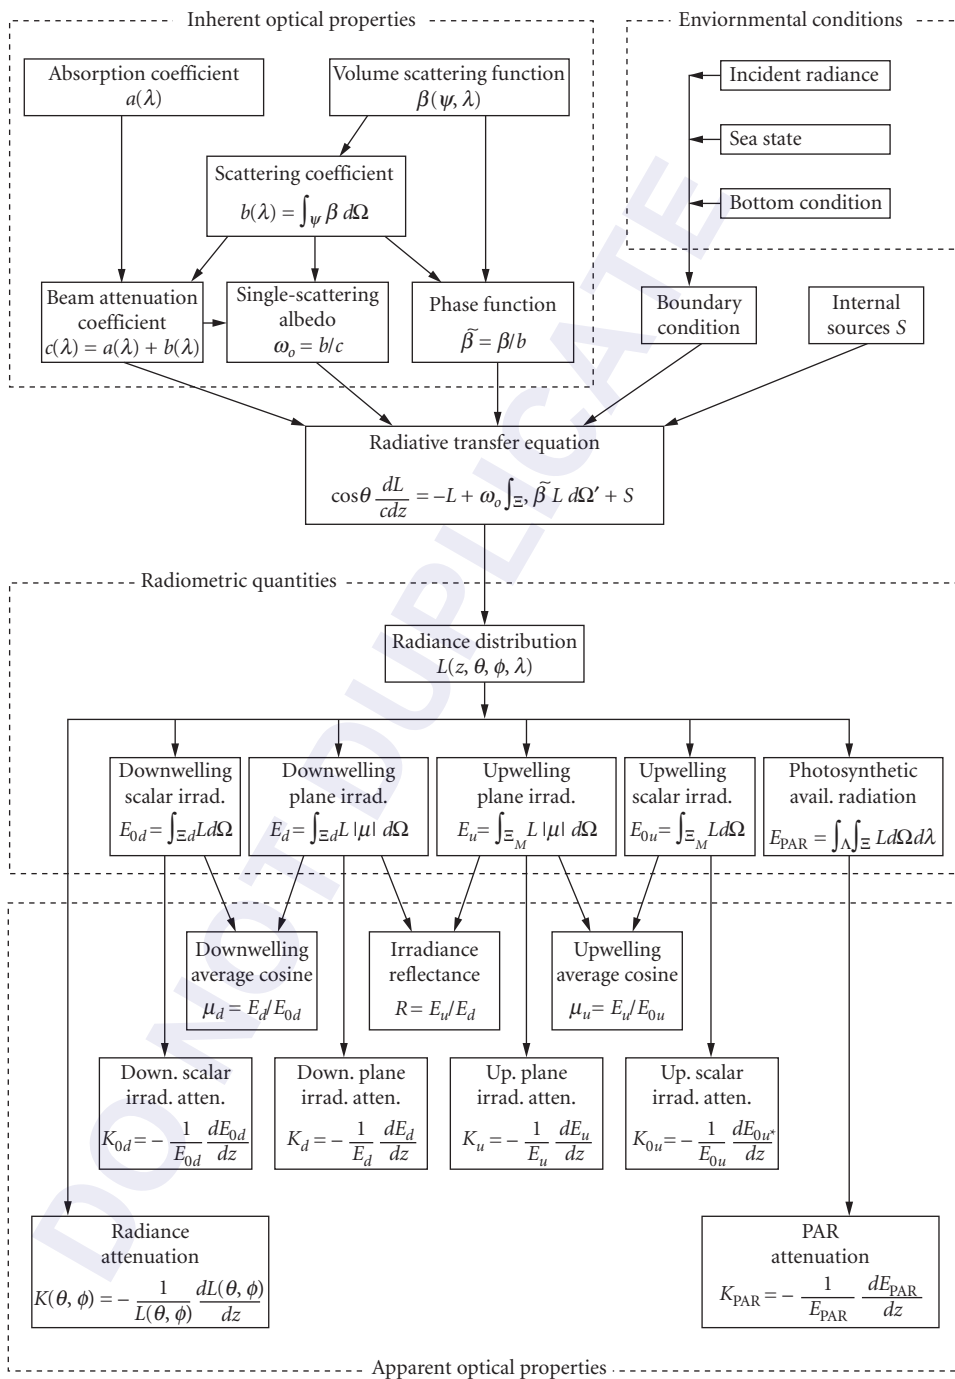 Inherent optical properties
Enviornmental conditions
Absorption coefficient
a(λ)
Volume scattering function
β(ψ, λ)
Incident radiance
Sea state
Bottom condition
Scattering coefficient
b(λ) = ∫ψ β dΩ
Beam attenuation
coefficient
c(λ) = a(λ) + b(λ)
Single-scattering
albedo
ωo = b/c
Phase function
β̃ = β/b
Boundary
condition
Internal
sources S
Radiative transfer equation
cosθ dL/cdz = –L + ωo ∫Ξ, β̃ L dΩ′ + S
Radiometric quantities
Radiance distribution
L(z, θ, ϕ, λ)
Downwelling
scalar irrad.
E0d = ∫Ξd LdΩ
Downwelling
plane irrad.
Ed = ∫Ξd L |μ| dΩ
Upwelling
plane irrad.
Eu = ∫ΞM L |μ| dΩ
Upwelling
scalar irrad.
E0u = ∫ΞM LdΩ
Photosynthetic
avail. radiation
EPAR = ∫Λ∫Ξ LdΩdλ
Downwelling
average cosine
μd = Ed/E0d
Irradiance
reflectance
R = Eu/Ed
Upwelling
average cosine
μu = Eu/E0u
Down. scalar
irrad. atten.
K0d = – 1/E0d dE0d/dz
Down. plane
irrad. atten.
Kd = – 1/Ed dEd/dz
Up. plane
irrad. atten.
Ku = – 1/Eu dEu/dz
Up. scalar
irrad. atten.
K0u = – 1/E0u dE0u*/dz
Radiance
attenuation
K(θ, ϕ) = – 1/L(θ, ϕ) dL(θ, ϕ)/dz
PAR
attenuation
KPAR = – 1/EPAR dEPAR/dz
Apparent optical properties
DO NOT DUPLICATE